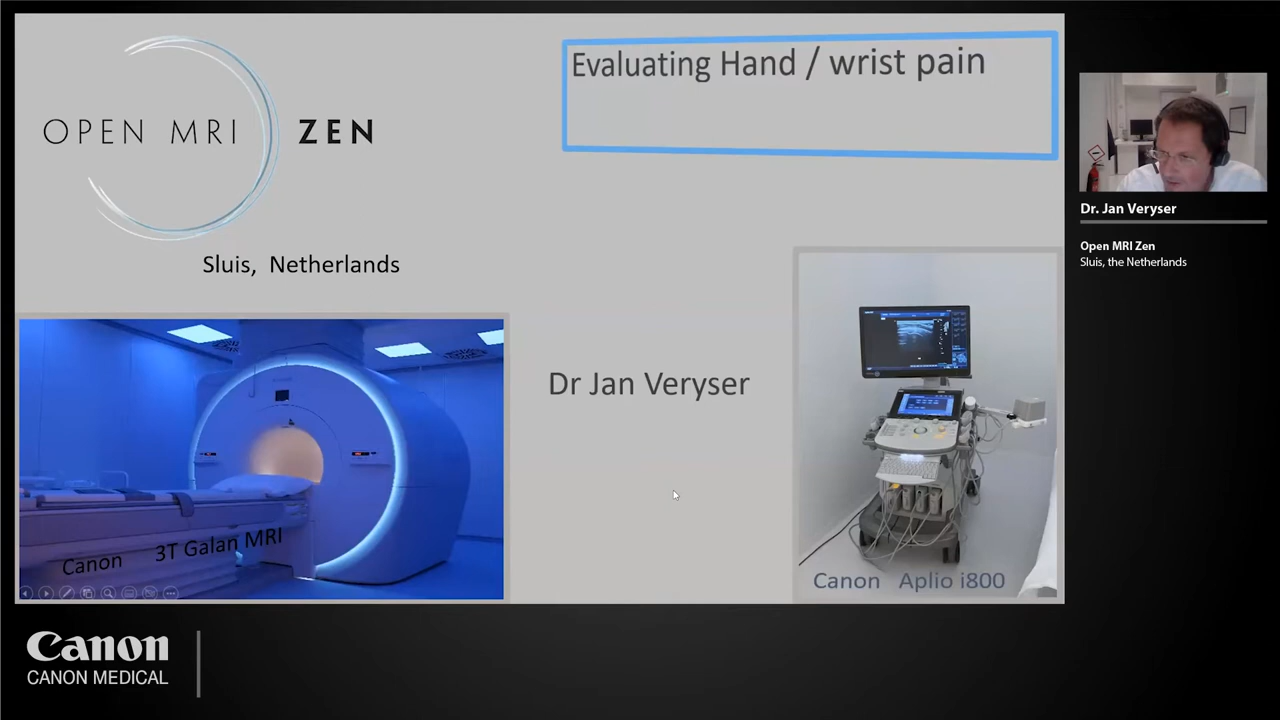 Evaluating Hand / wrist pain
OPEN MRI ZEN
Sluis, Netherlands
Dr Jan Veryser
Canon 3T Galan MRI
Canon Aplio i800
Dr. Jan Veryser
Open MRI Zen
Sluis, the Netherlands
Canon
CANON MEDICAL